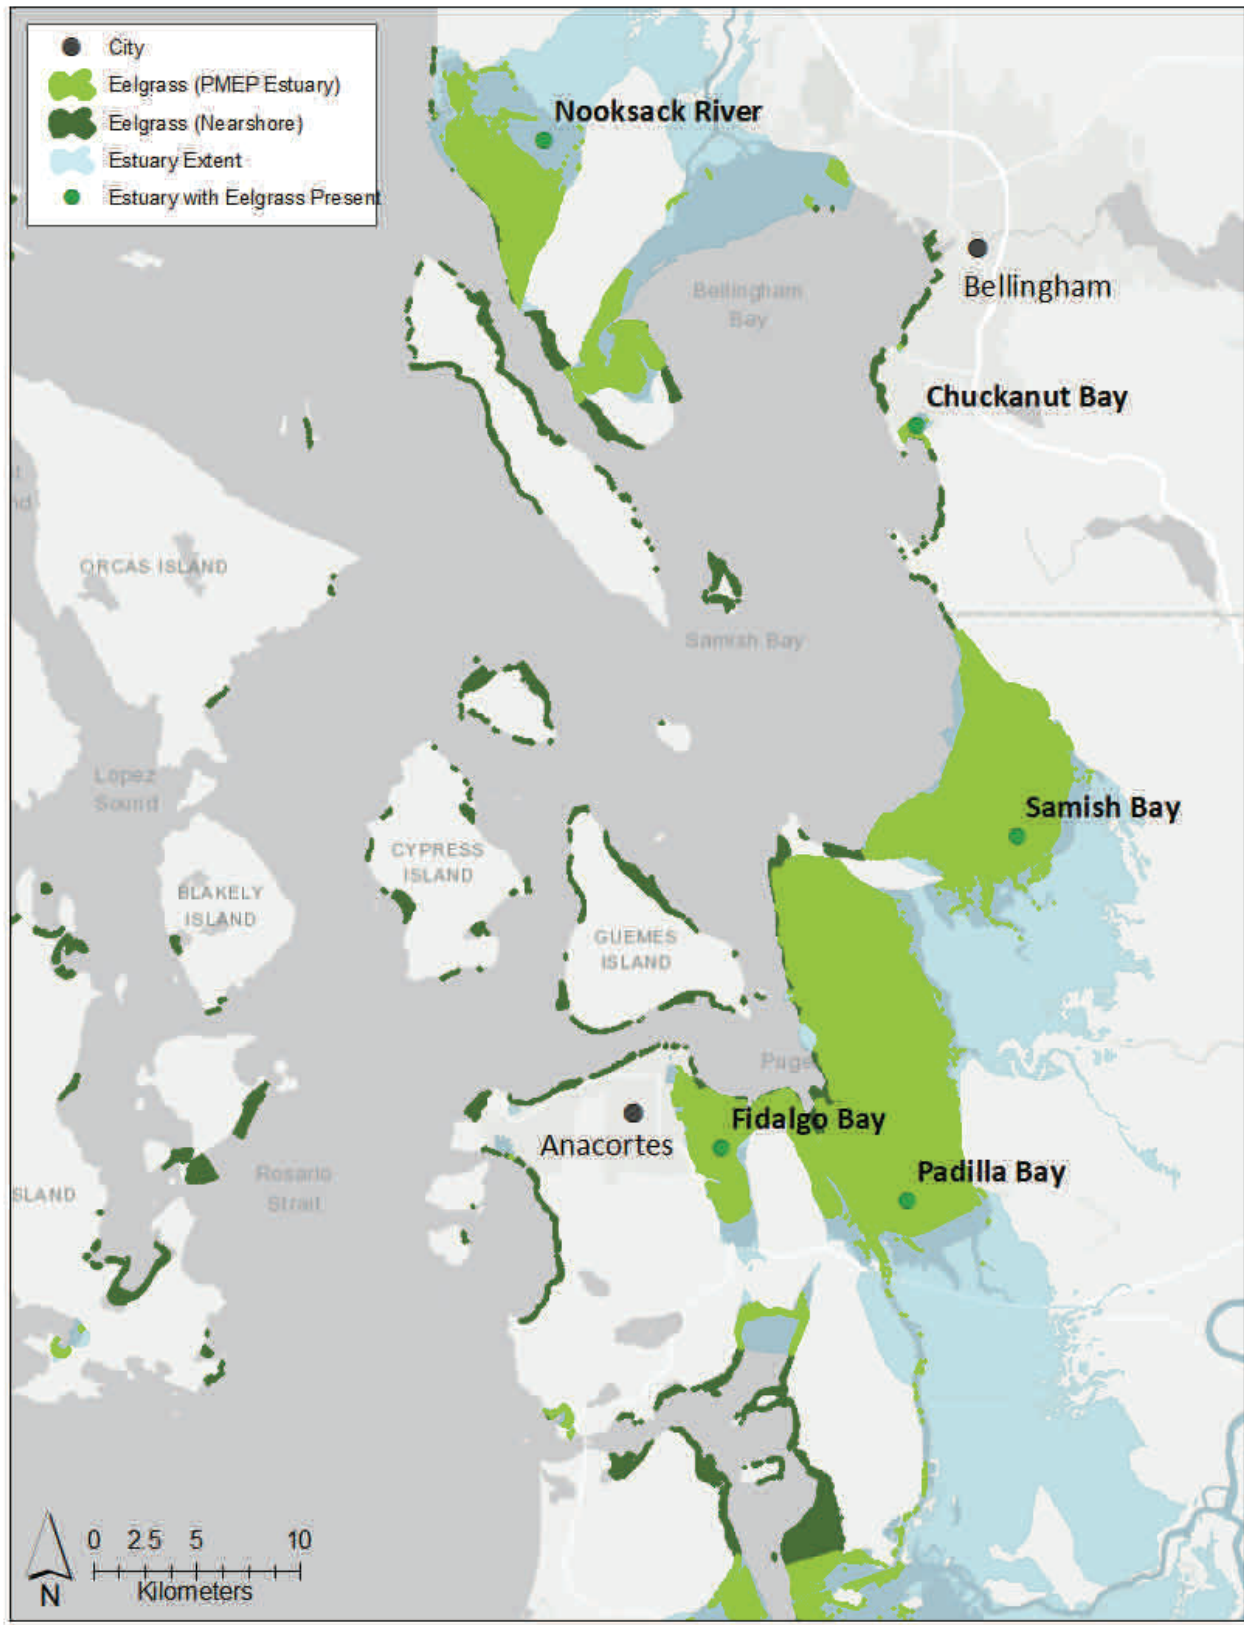 City
Eelgrass (PMEP Estuary)
Eelgrass (Nearshore)
Estuary Extent
Estuary with Eelgrass Present
Nooksack River
Bellingham
Bellingham
Bay
Chuckanut Bay
ORCAS ISLAND
Samish Bay
Lopez
Sound
Samish Bay
CYPRESS
ISLAND
BLAKELY
ISLAND
GUEMES
ISLAND
Puge
Fidalgo Bay
Anacortes
Padilla Bay
Rosario
Strait
SLAND
0 2.5 5 10
Kilometers
N